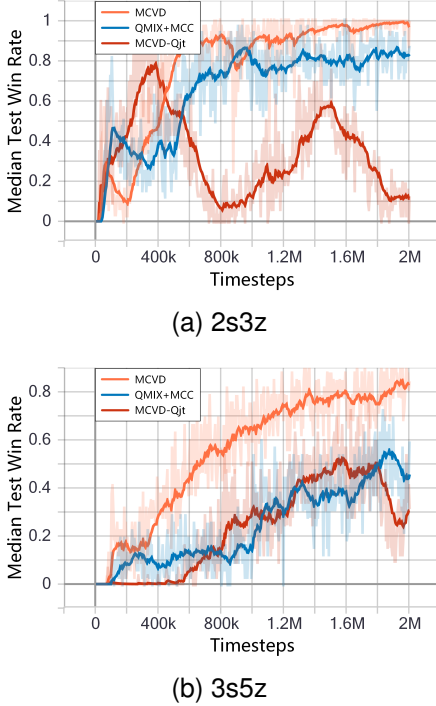 MCVD
QMIX+MCC
MCVD-Qjt
Median Test Win Rate
1
0.8
0.6
0.4
0.2
0
0 400k 800k 1.2M 1.6M 2M
Timesteps
(a) 2s3z
MCVD
QMIX+MCC
MCVD-Qjt
Median Test Win Rate
0.8
0.6
0.4
0.2
0
0 400k 800k 1.2M 1.6M 2M
Timesteps
(b) 3s5z